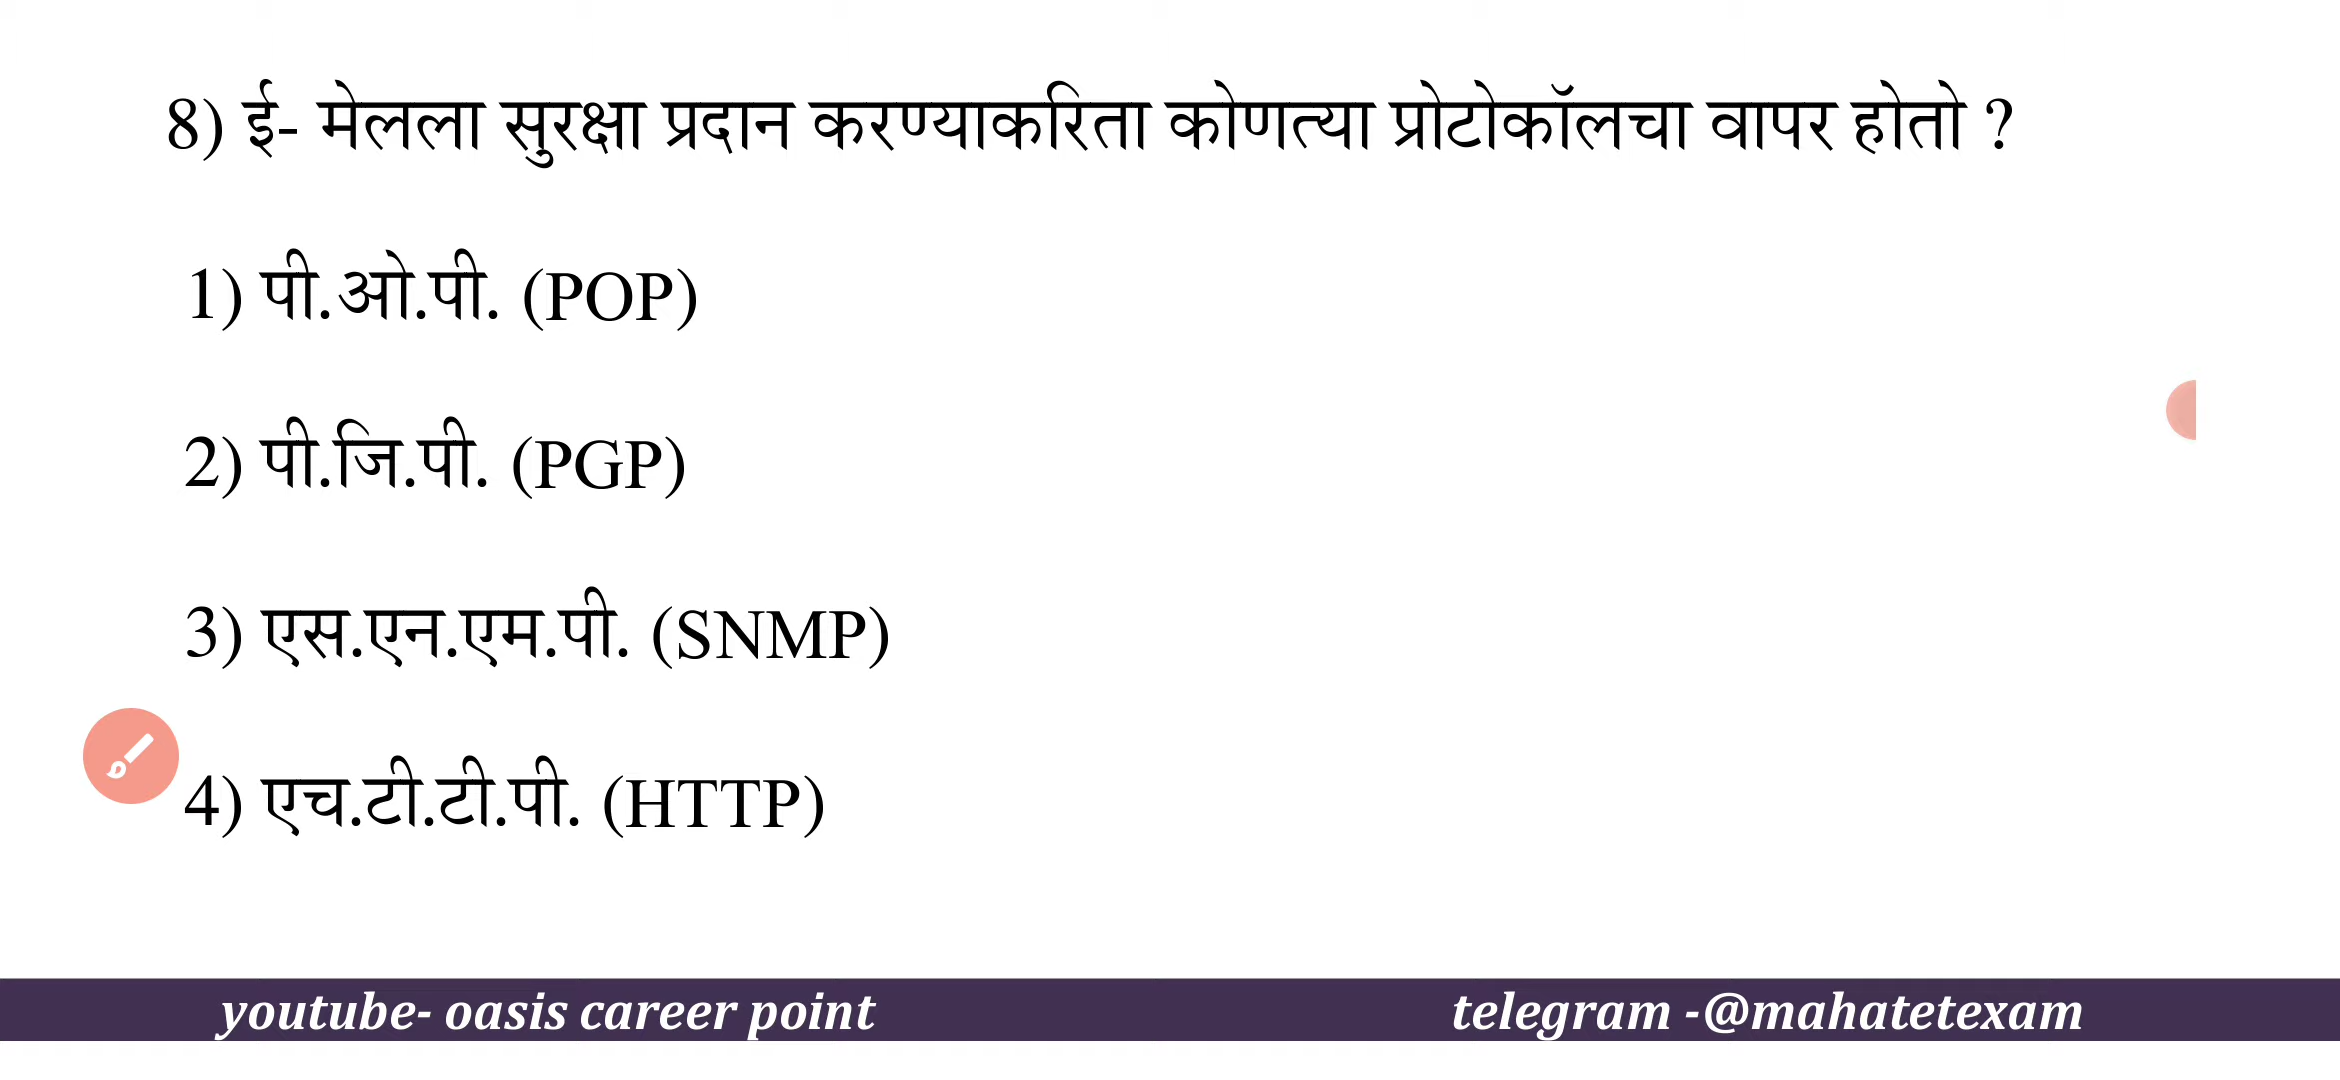 8) ई- मेलला सुरक्षा प्रदान करण्याकरिता कोणत्या प्रोटोकॉलचा वापर होतो ?
1) पी.ओ.पी. (POP)
2) पी.जि.पी. (PGP)
3) एस.एन.एम.पी. (SNMP)
4) एच.टी.टी.पी. (HTTP)
youtube- oasis career point telegram -@mahatetexam